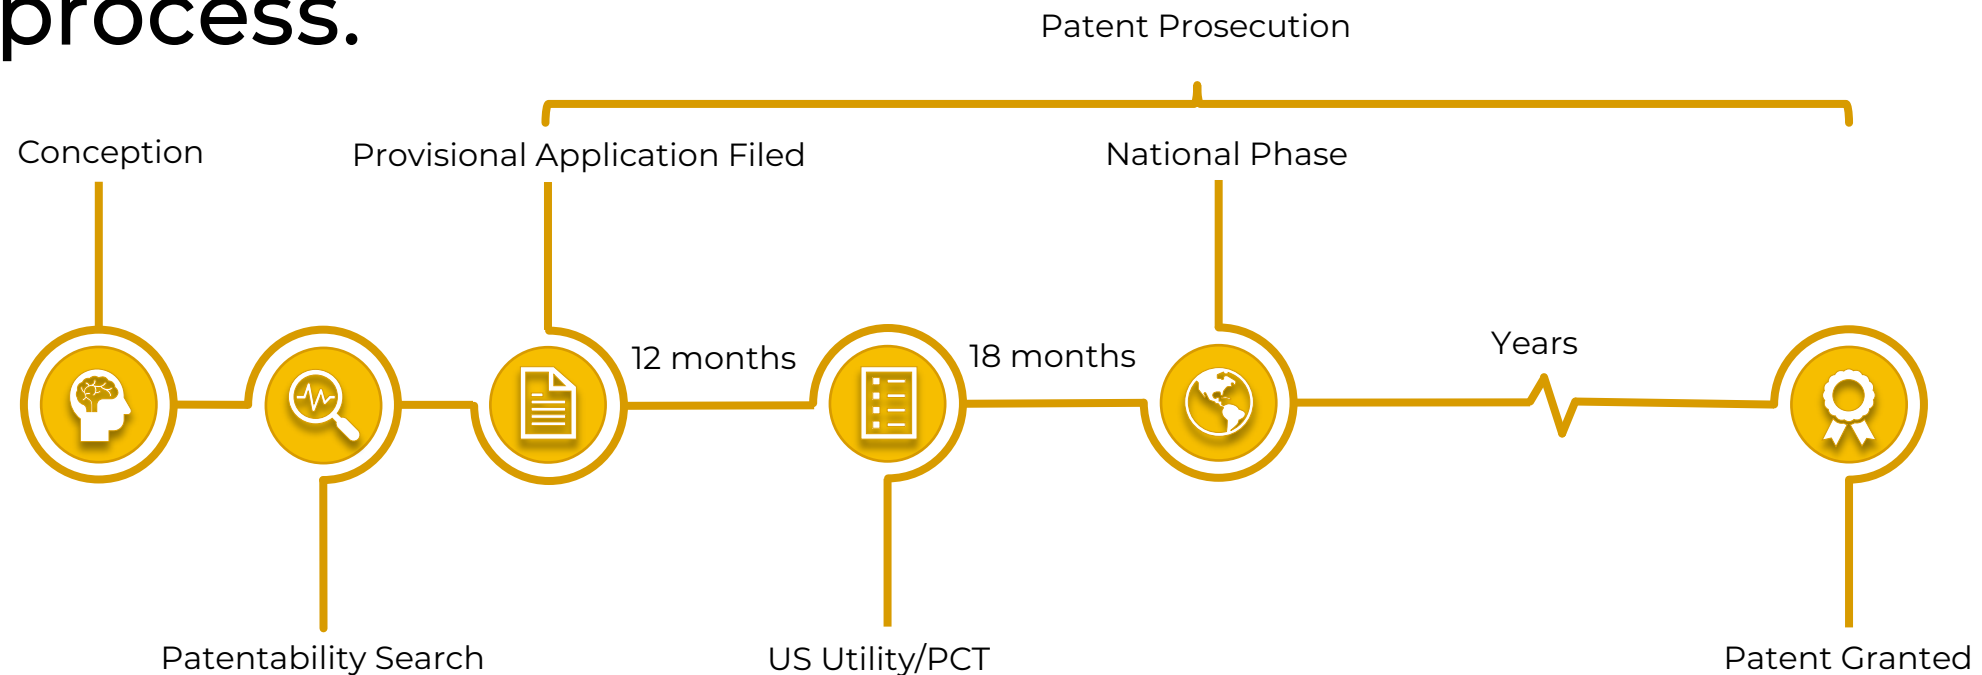 process.
Patent Prosecution
Conception
Provisional Application Filed
National Phase
12 months
18 months
Years
Patentability Search
US Utility/PCT
Patent Granted